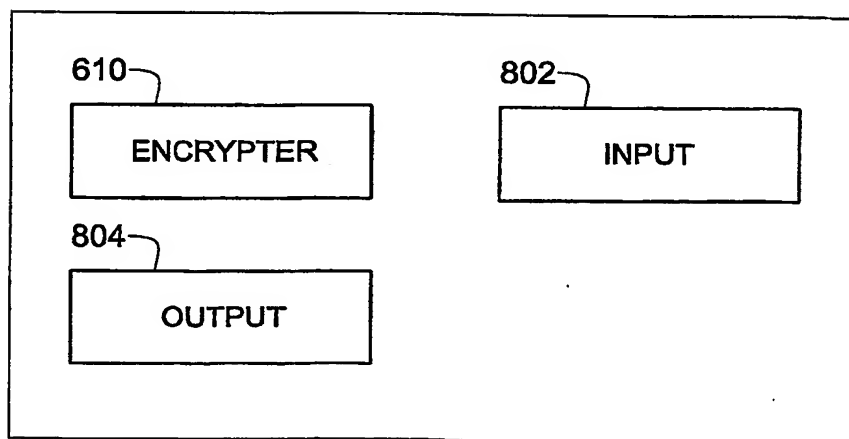 610
802
ENCRYPTER
INPUT
804
OUTPUT